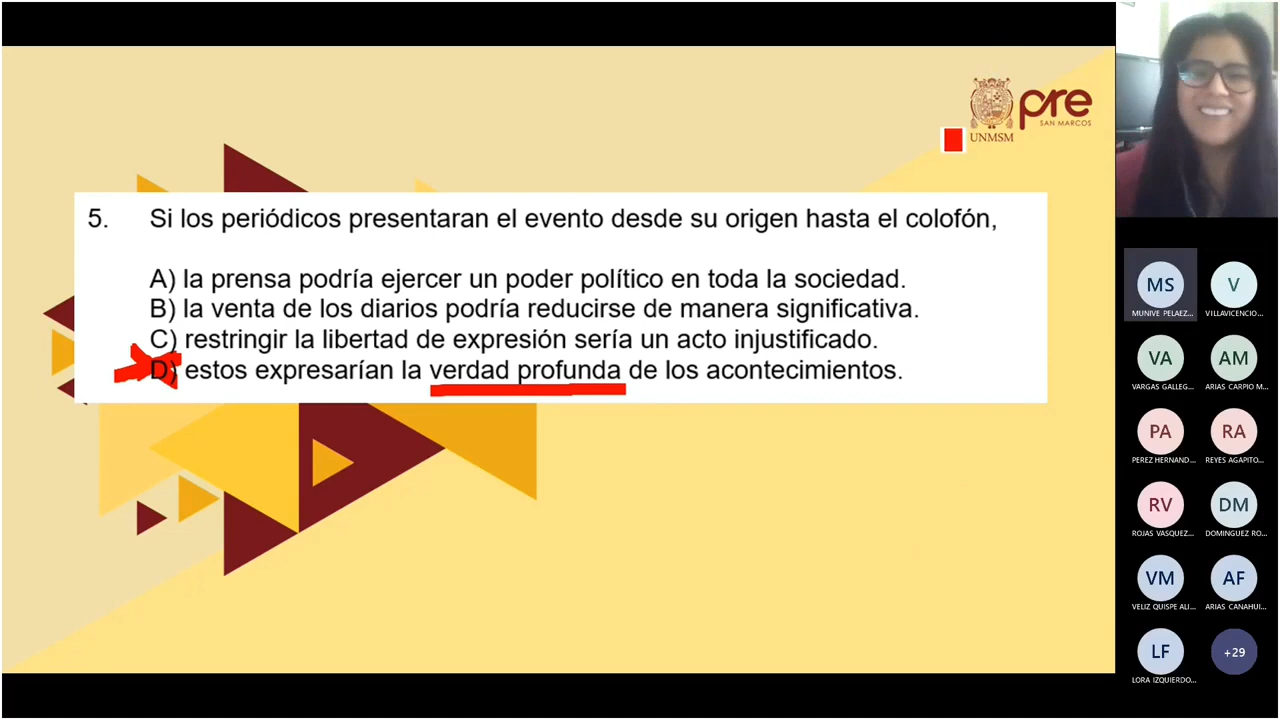 UNMSM
pre
SAN MARCOS
5. Si los periódicos presentaran el evento desde su origen hasta el colofón,
A) la prensa podría ejercer un poder político en toda la sociedad.
B) la venta de los diarios podría reducirse de manera significativa.
C) restringir la libertad de expresión sería un acto injustificado.
D) estos expresarían la verdad profunda de los acontecimientos.
MS
V
MUNIVE PELAEZ...
VILLAVICENCIO...
VA
AM
VARGAS GALLEG...
ARIAS CARPIO M...
PA
RA
PEREZ HERNAND...
REYES AGAPITO...
RV
DM
ROJAS VASQUEZ...
DOMINGUEZ RO...
VM
AF
VELIZ QUISPE ALI...
ARIAS CANAHUI...
LF
+29
LORA IZQUIERDO...